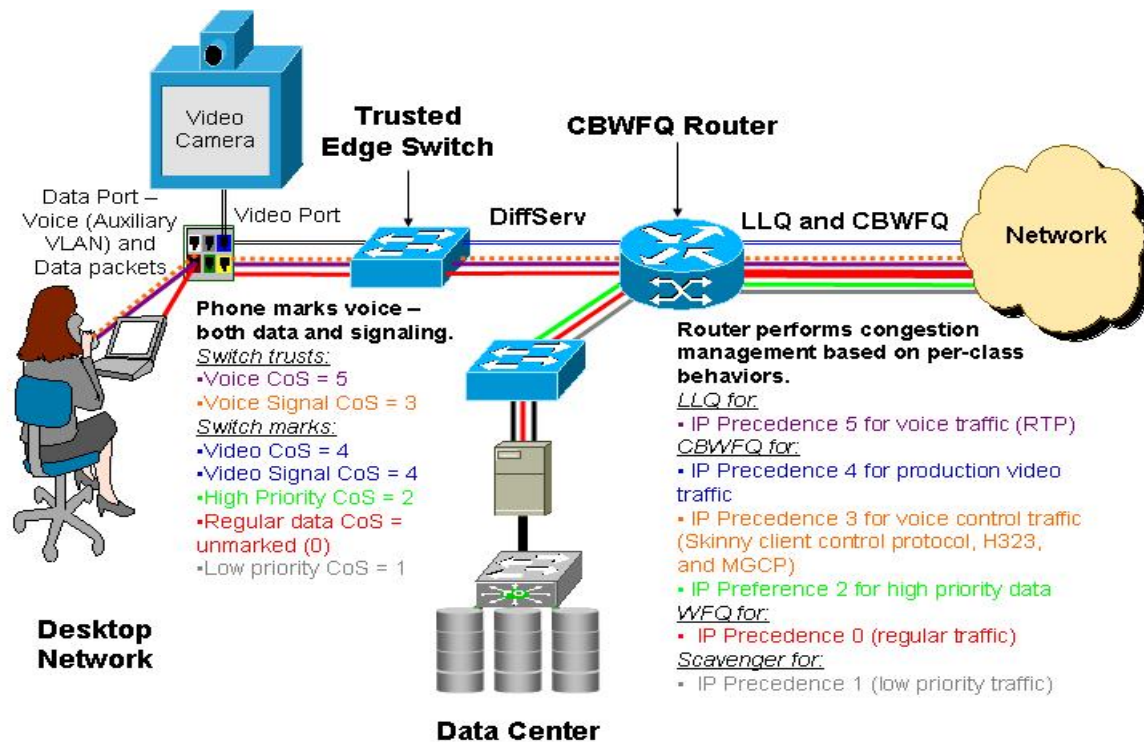 Video
Camera
Trusted
Edge Switch
CBWFQ Router
Data Port –
Voice (Auxiliary
VLAN) and
Data packets
Video Port
DiffServ
LLQ and CBWFQ
Network
Phone marks voice –
both data and signaling.
Switch trusts:
▪Voice CoS = 5
▪Voice Signal CoS = 3
Switch marks:
▪Video CoS = 4
▪Video Signal CoS = 4
▪High Priority CoS = 2
▪Regular data CoS =
unmarked (0)
▪Low priority CoS = 1
Router performs congestion
management based on per-class
behaviors.
LLQ for:
▪ IP Precedence 5 for voice traffic (RTP)
CBWFQ for:
▪ IP Precedence 4 for production video
traffic
▪ IP Precedence 3 for voice control traffic
(Skinny client control protocol, H323,
and MGCP)
▪ IP Preference 2 for high priority data
WFQ for:
▪ IP Precedence 0 (regular traffic)
Scavenger for:
▪ IP Precedence 1 (low priority traffic)
Desktop
Network
Data Center